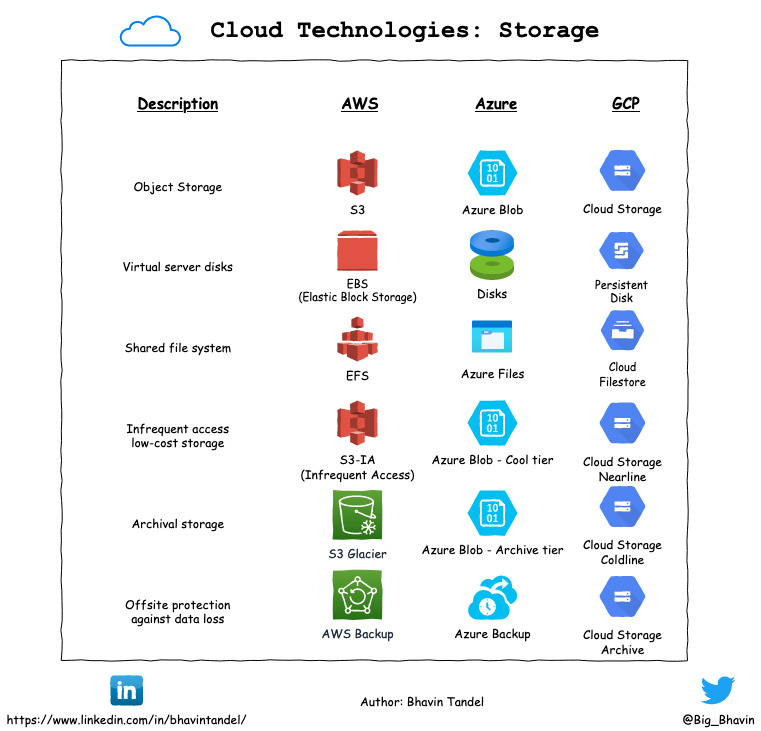 Cloud Technologies: Storage
Description AWS Azure GCP
10
01
Object Storage
S3 Azure Blob Cloud Storage
Virtual server disks
EBS
(Elastic Block Storage)
Disks
Persistent
Disk
Shared file system
EFS Azure Files
Cloud
Filestore
10
01
Infrequent access
low-cost storage
S3-IA
(Infrequent Access)
Azure Blob - Cool tier
Cloud Storage
Nearline
10
01
Archival storage
S3 Glacier Azure Blob - Archive tier
Cloud Storage
Coldline
Offsite protection
against data loss
AWS Backup Azure Backup
Cloud Storage
Archive
in
https://www.linkedin.com/in/bhavintandel/
Author: Bhavin Tandel
@Big_Bhavin